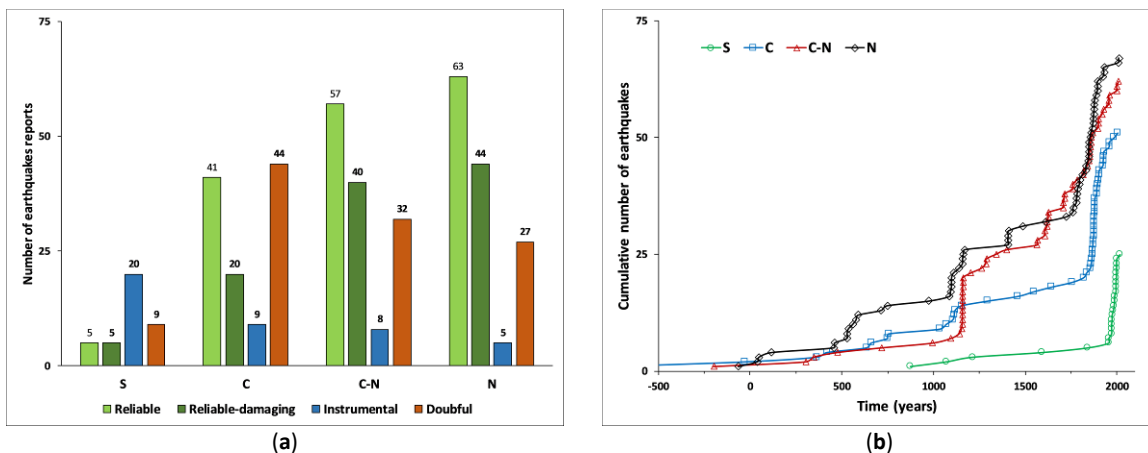 75
50
25
0
Number of earthquakes reports
5
5
20
9
41
20
9
44
57
40
8
32
63
44
5
27
S C C-N N
Reliable Reliable-damaging Instrumental Doubful
(a)
75
50
25
0
Cumulative number of earthquakes
S C C-N N
-500 0 500 1000 1500 2000
Time (years)
(b)